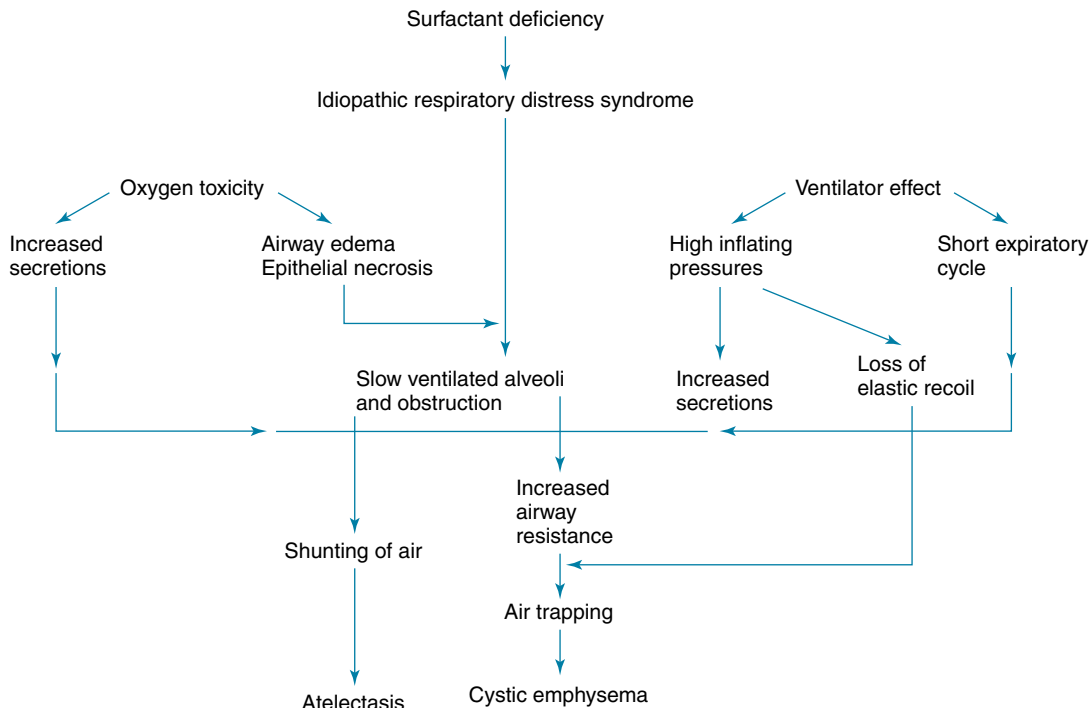 Surfactant deficiency
Idiopathic respiratory distress syndrome
Oxygen toxicity
Ventilator effect
Increased
secretions
Airway edema
Epithelial necrosis
High inflating
pressures
Short expiratory
cycle
Slow ventilated alveoli
and obstruction
Increased
secretions
Loss of
elastic recoil
Increased
airway
resistance
Shunting of air
Air trapping
Atelectasis
Cystic emphysema